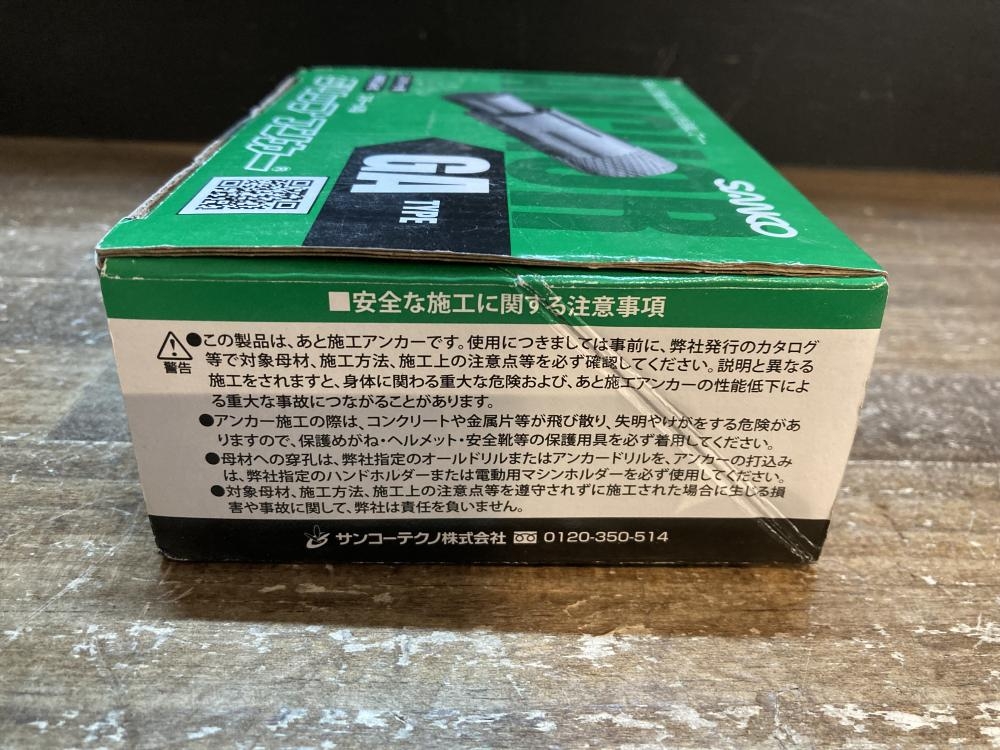 SANKO
GA TYPE
■安全な施工に関する注意事項
警告
●この製品は、あと施工アンカーです。使用につきましては事前に、弊社発行のカタログ
等で対象母材、施工方法、施工上の注意点等を必ず確認してください。説明と異なる
施工をされますと、身体に関わる重大な危険および、あと施工アンカーの性能低下によ
る重大な事故につながることがあります。
●アンカー施工の際は、コンクリートや金属片等が飛び散り、失明やけがをする危険があ
りますので、保護めがね・ヘルメット・安全靴等の保護用具を必ず着用してください。
●母材への穿孔は、弊社指定のオールドリルまたはアンカードリルを、アンカーの打込み
は、弊社指定のハンドホルダーまたは電動用マシンホルダーを必ず使用してください。
●対象母材、施工方法、施工上の注意点等を遵守されずに施工された場合に生じる損
害や事故に関して、弊社は責任を負いません。
サンコーテクノ株式会社 0120-350-514